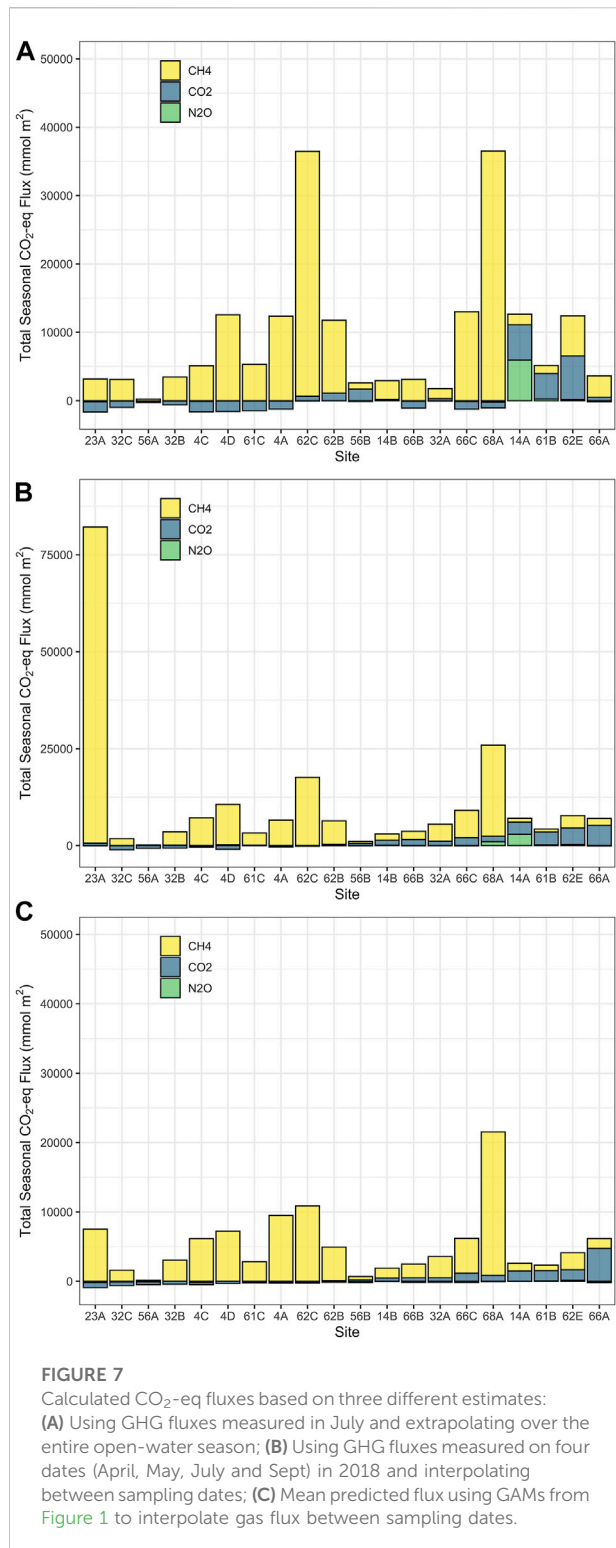 A
Total Seasonal CO₂-eq Flux (mmol m²)
50000
40000
30000
20000
10000
0
CH4
CO2
N2O
23A 32C 56A 32B 4C 4D 61C 4A 62C 62B 56B 14B 66B 32A 66C 68A 14A 61B 62E 66A
Site
B
Total Seasonal CO₂-eq Flux (mmol m²)
75000
50000
25000
0
CH4
CO2
N2O
23A 32C 56A 32B 4C 4D 61C 4A 62C 62B 56B 14B 66B 32A 66C 68A 14A 61B 62E 66A
Site
C
Total Seasonal CO₂-eq Flux (mmol m²)
50000
40000
30000
20000
10000
0
CH4
CO2
N2O
23A 32C 56A 32B 4C 4D 61C 4A 62C 62B 56B 14B 66B 32A 66C 68A 14A 61B 62E 66A
Site
FIGURE 7
Calculated CO₂-eq fluxes based on three different estimates:
(A) Using GHG fluxes measured in July and extrapolating over the
entire open-water season; (B) Using GHG fluxes measured on four
dates (April, May, July and Sept) in 2018 and interpolating
between sampling dates; (C) Mean predicted flux using GAMs from
Figure 1 to interpolate gas flux between sampling dates.